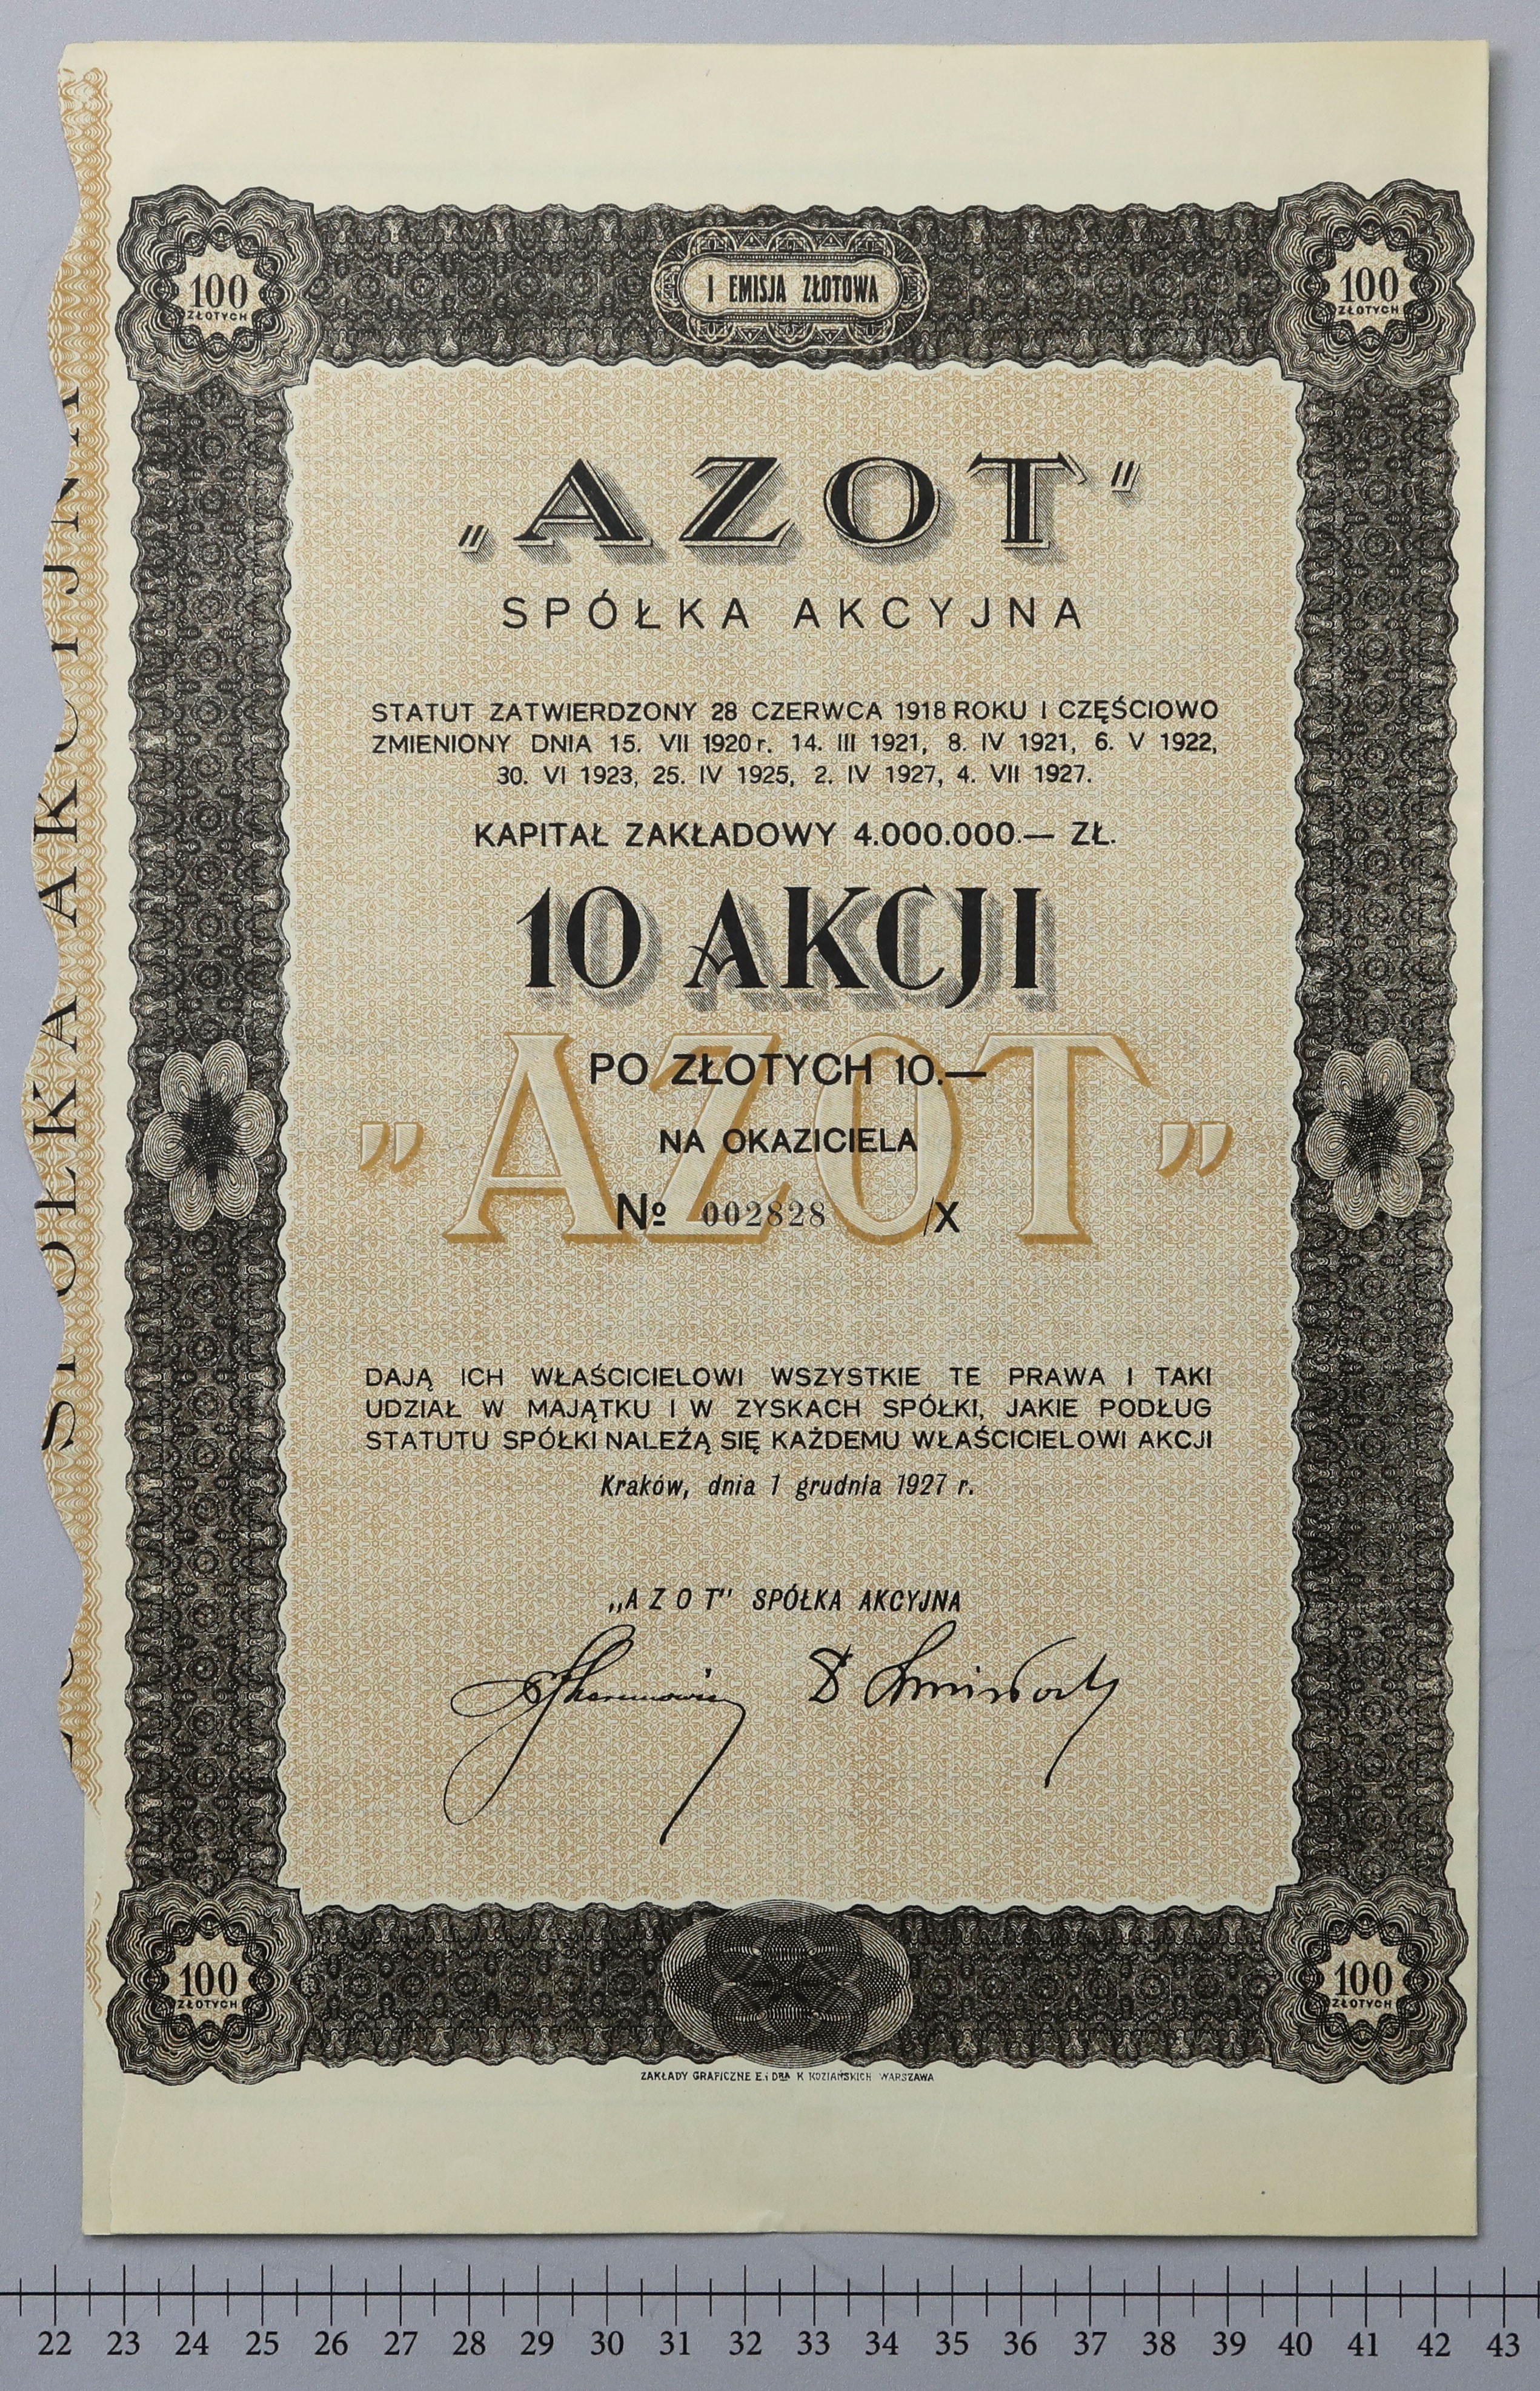 I EMISJA ZŁOTOWA
100
ZŁOTYCH
100
ZŁOTYCH
„AZOT"
SPÓŁKA AKCYJNA
STATUT ZATWIERDZONY 28 CZERWCA 1918 ROKU I CZĘŚCIOWO
ZMIENIONY DNIA 15. VII 1920 r. 14. III 1921, 8. IV 1921, 6. V 1922,
30. VI 1923, 25. IV 1925, 2. IV 1927, 4. VII 1927.
KAPITAŁ ZAKŁADOWY 4.000.000.— ZŁ.
10 AKCJI
„AZOT”
PO ZŁOTYCH 10.—
NA OKAZICIELA
№ 002828 /X
DAJĄ ICH WŁAŚCICIELOWI WSZYSTKIE TE PRAWA I TAKI
UDZIAŁ W MAJĄTKU I W ZYSKACH SPÓŁKI, JAKIE PODŁUG
STATUTU SPÓŁKI NALEŹĄ SIĘ KAŻDEMU WŁAŚCICIELOWI AKCJI
Kraków, dnia 1 grudnia 1927 r.
„AZOT" SPÓŁKA AKCYJNA
100
ZŁOTYCH
100
ZŁOTYCH
ZAKŁADY GRAFICZNE E. i DRA K KOZIAŃSKICH WARSZAWA
SPÓŁKA AKCYJNA
22 23 24 25 26 27 28 29 30 31 32 33 34 35 36 37 38 39 40 41 42 43